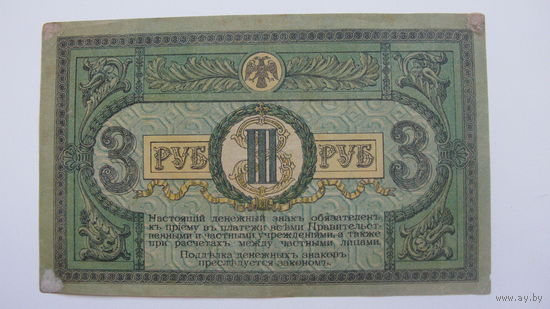 3 РУБ III РУБ 3
Настоящій денежный знакъ обязателенъ
къ пріему въ платежи всѣми Правительст-
венными и частными учрежденіями, а также
при расчетахъ между частными лицами.
Поддѣлка денежныхъ знаковъ
преслѣдуется закономъ.
www.ay.by